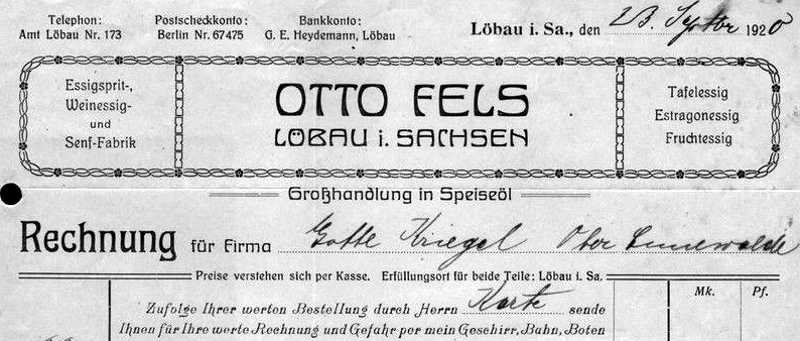 Telephon:
Amt Löbau Nr. 173
Postscheckkonto:
Berlin Nr. 67475
Bankkonto:
G. E. Heydemann, Löbau
Löbau i. Sa., den 23. Septbr 1920
Essigsprit-,
Weinessig-
und
Senf-Fabrik
OTTO FELS
LÖBAU i. SACHSEN
Tafelessig
Estragonessig
Fruchtessig
Großhandlung in Speiseöl
Rechnung für Firma Kriegel Ober
Preise verstehen sich per Kasse. Erfüllungsort für beide Teile: Löbau i. Sa.
Mk. Pf.
Zufolge Ihrer werten Bestellung durch Herrn Karte sende
Ihnen für Ihre werte Rechnung und Gefahr per mein Geschirr, Bahn, Boten